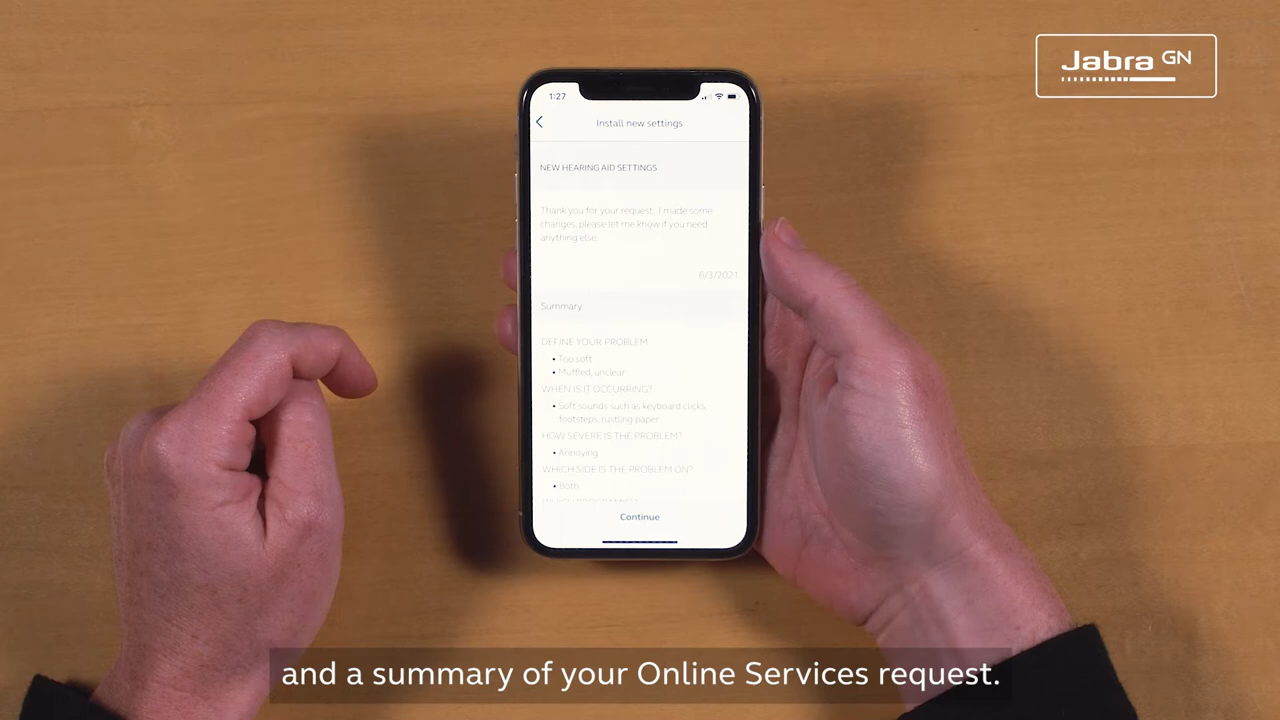 Jabra GN
1:27
Install new settings
NEW HEARING AID SETTINGS
Thank you for your request. I made some
changes, please let me know if you need
anything else.
6/3/2021
Summary
DEFINE YOUR PROBLEM
• Too soft
• Muffled, unclear
WHEN IS IT OCCURRING?
• Soft sounds such as keyboard clicks,
footsteps, rustling paper
HOW SEVERE IS THE PROBLEM?
• Annoying
WHICH SIDE IS THE PROBLEM ON?
• Both
Continue
and a summary of your Online Services request.